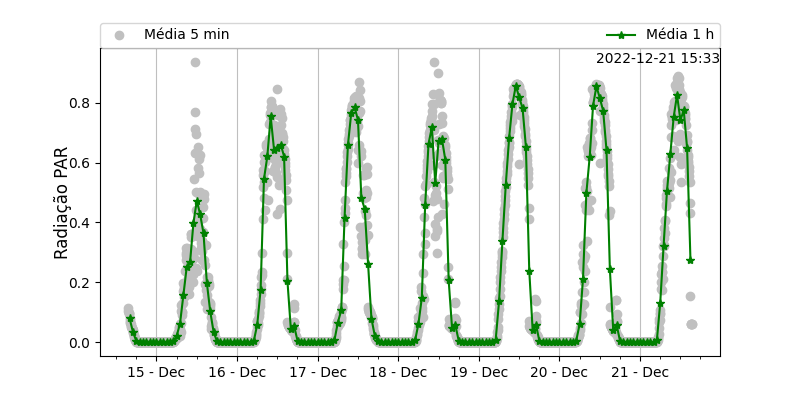 Média 5 min
Média 1 h
2022-12-21 15:33
Radiação PAR
0.8
0.6
0.4
0.2
0.0
15 - Dec
16 - Dec
17 - Dec
18 - Dec
19 - Dec
20 - Dec
21 - Dec